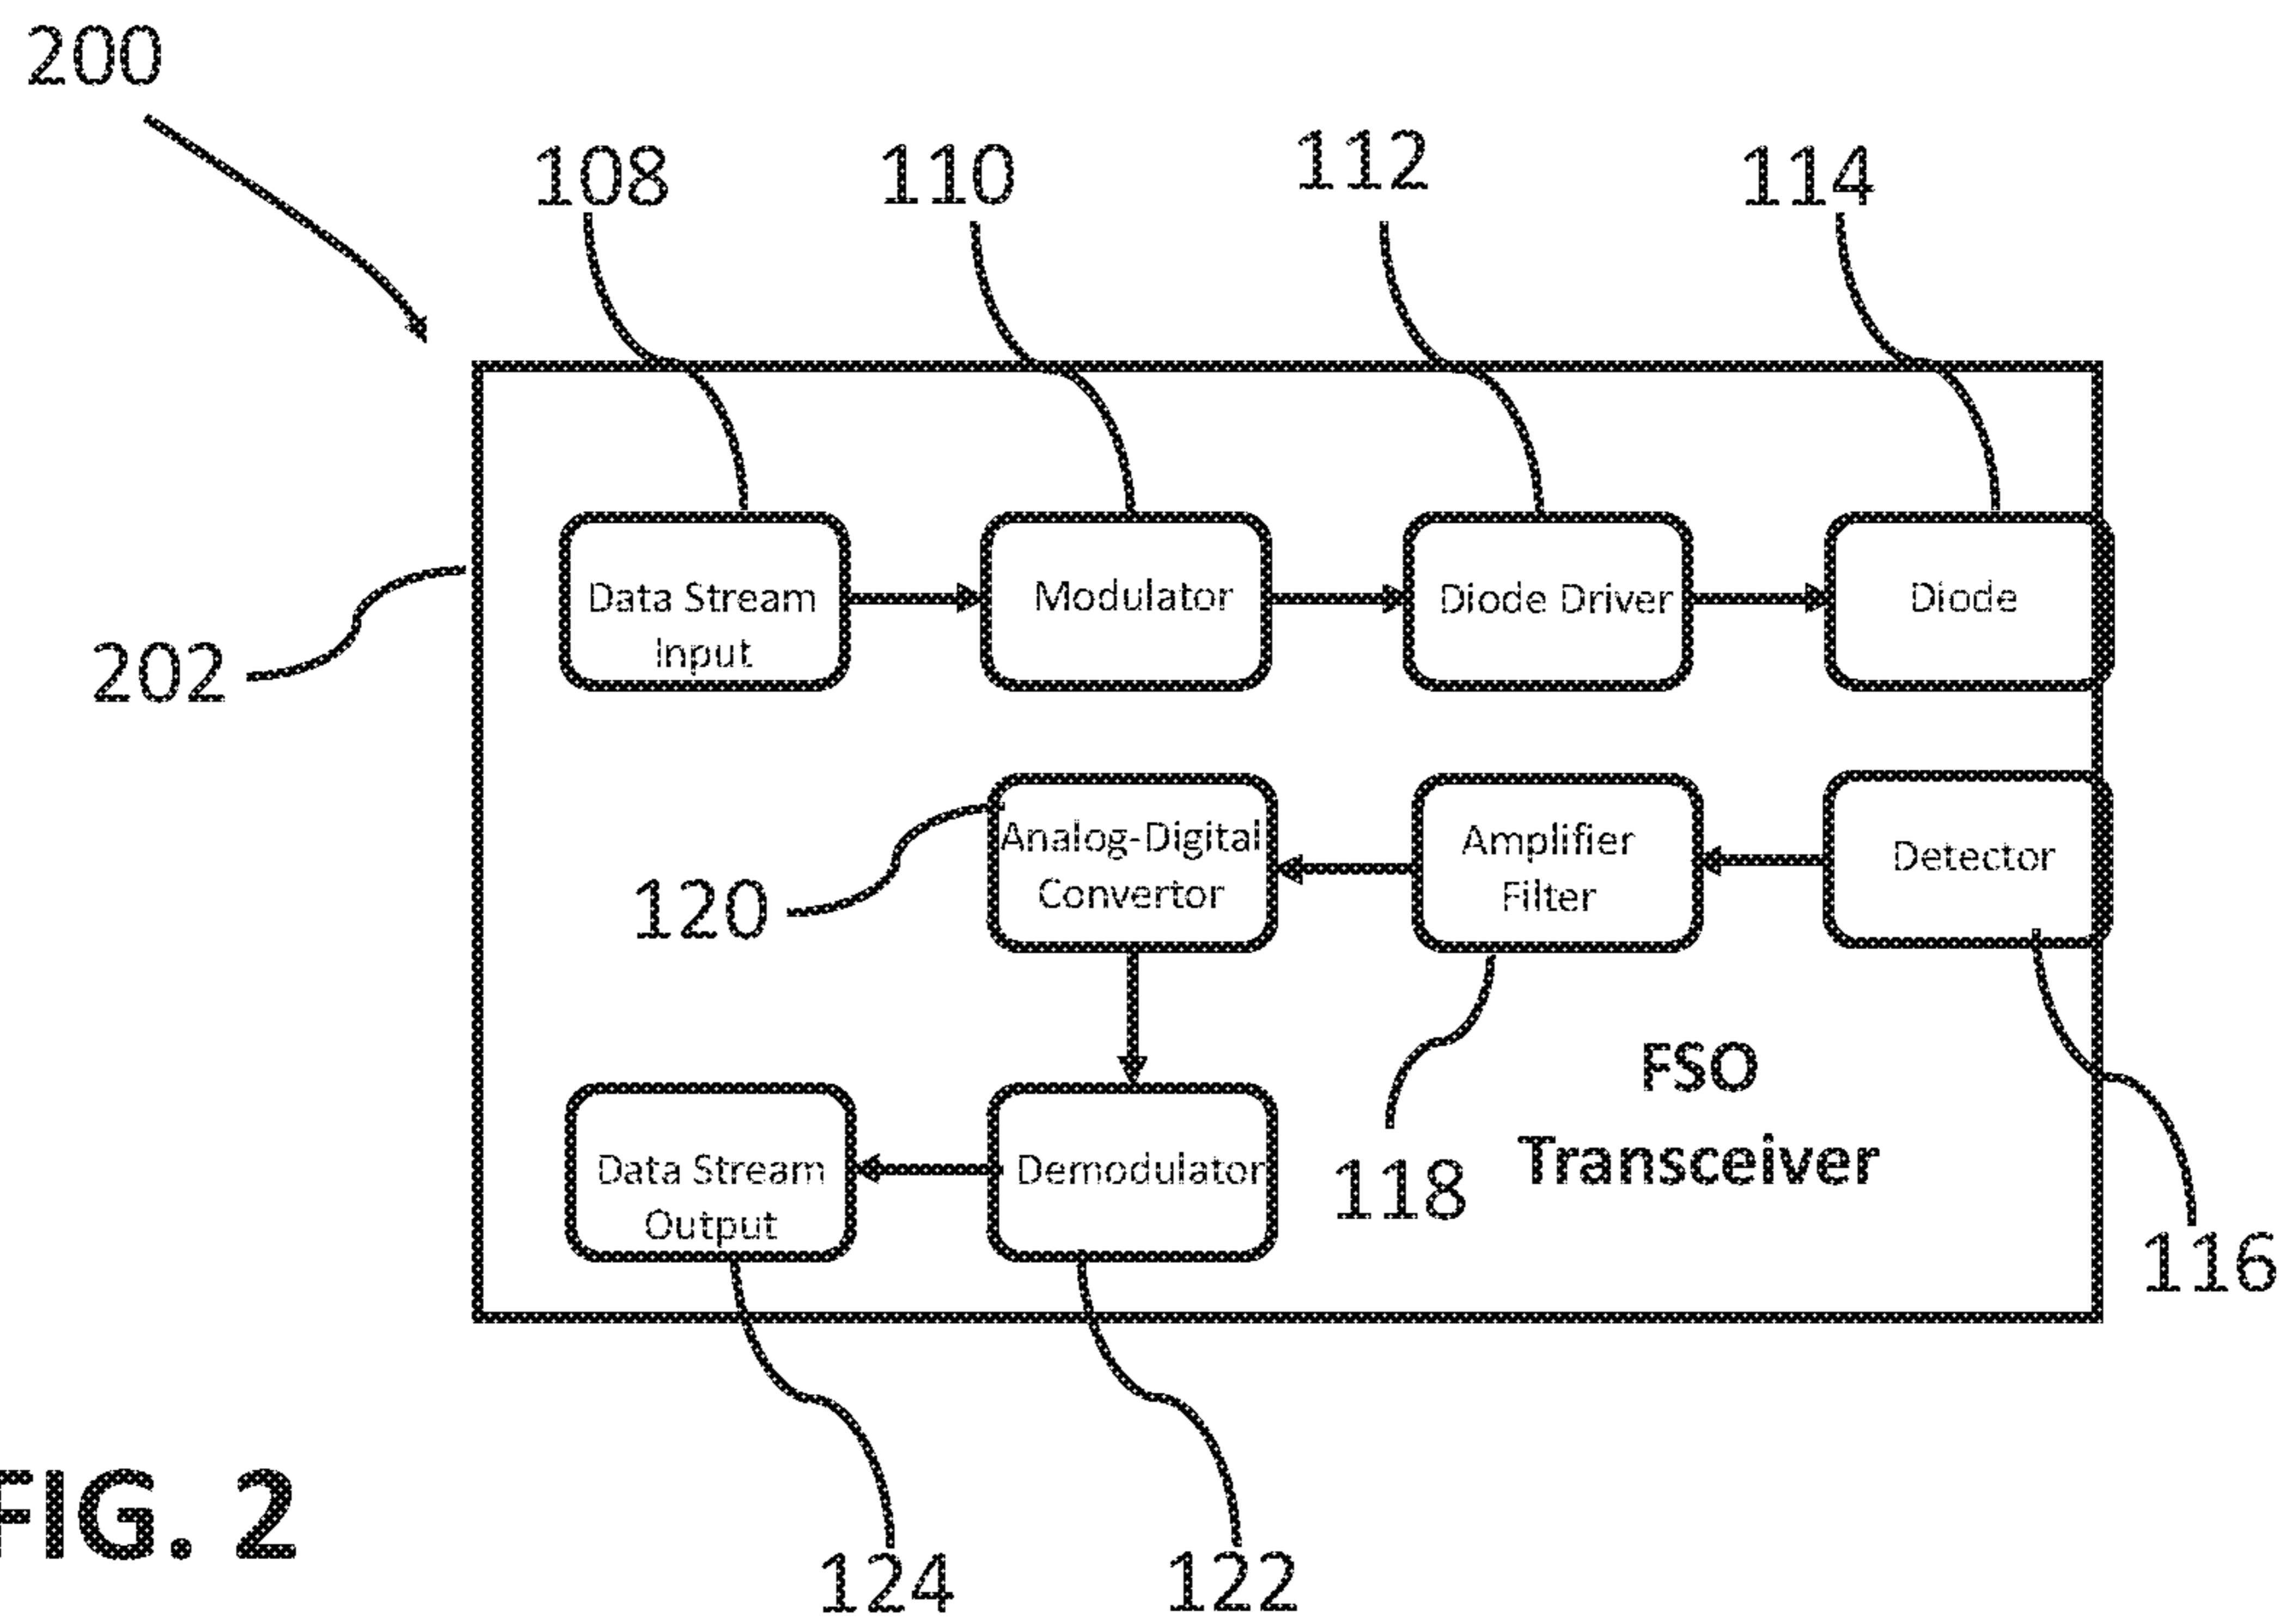 200
108
110
112
114
202
Data Stream
Input
Modulator
Diode Driver
Diode
120
Analog-Digital
Convertor
Amplifier
Filter
Detector
118
FSO
Transceiver
116
Data Stream
Output
Demodulator
124
122
FIG. 2